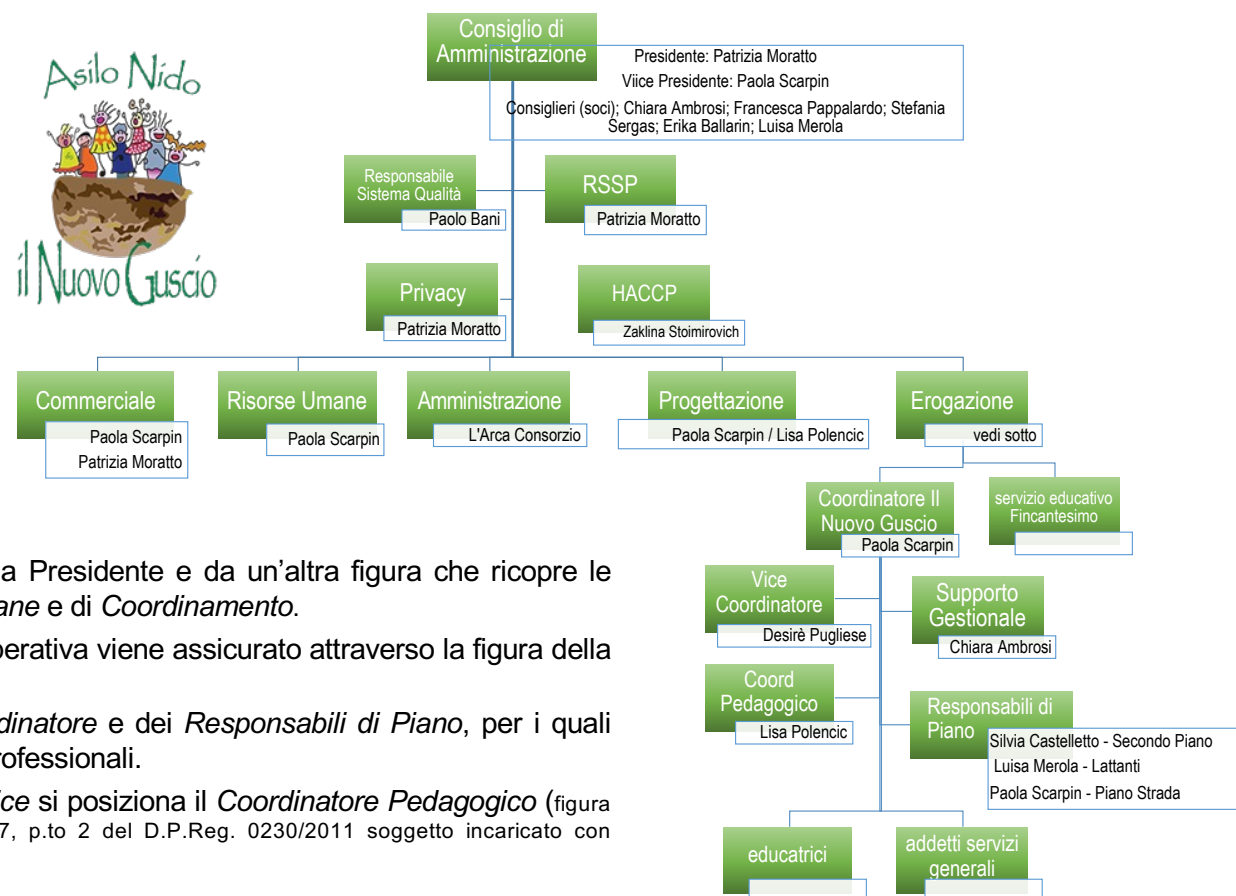 Asilo Nido
il Nuovo Guscio
Consiglio di
Amministrazione
Presidente: Patrizia Moratto
Viice Presidente: Paola Scarpin
Consiglieri (soci); Chiara Ambrosi; Francesca Pappalardo; Stefania
Sergas; Erika Ballarin; Luisa Merola
Responsabile
Sistema Qualità
Paolo Bani
RSSP
Patrizia Moratto
Privacy
Patrizia Moratto
HACCP
Zaklina Stoimirovich
Commerciale
Paola Scarpin
Patrizia Moratto
Risorse Umane
Paola Scarpin
Amministrazione
L'Arca Consorzio
Progettazione
Paola Scarpin / Lisa Polencic
Erogazione
vedi sotto
Coordinatore Il
Nuovo Guscio
Paola Scarpin
servizio educativo
Fincantesimo
Vice
Coordinatore
Desirè Pugliese
Supporto
Gestionale
Chiara Ambrosi
Coord
Pedagogico
Lisa Polencic
Responsabili di
Piano
Silvia Castelletto - Secondo Piano
Luisa Merola - Lattanti
Paola Scarpin - Piano Strada
educatrici
addetti servizi
generali
a Presidente e da un’altra figura che ricopre le
ane e di Coordinamento.
perativa viene assicurato attraverso la figura della
dinatore e dei Responsabili di Piano, per i quali
rofessionali.
ice si posiziona il Coordinatore Pedagogico (figura
7, p.to 2 del D.P.Reg. 0230/2011 soggetto incaricato con